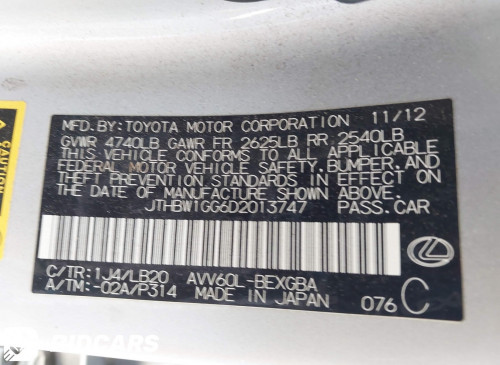 MFD.BY:TOYOTA MOTOR CORPORATION 11/12
GVWR 4740LB GAWR FR 2625LB RR 2540LB
THIS VEHICLE CONFORMS TO ALL APPLICABLE
FEDERAL MOTOR VEHICLE SAFETY, BUMPER, AND
THEFT PREVENTION STANDARDS IN EFFECT ON
THE DATE OF MANUFACTURE SHOWN ABOVE.
JTHBW1GG6D2013747 PASS.CAR
C/TR:1J4/LB20 AVV60L-BEXGBA
A/TM:-02A/P314 MADE IN JAPAN 076 C
CAUTION
BIDCARS